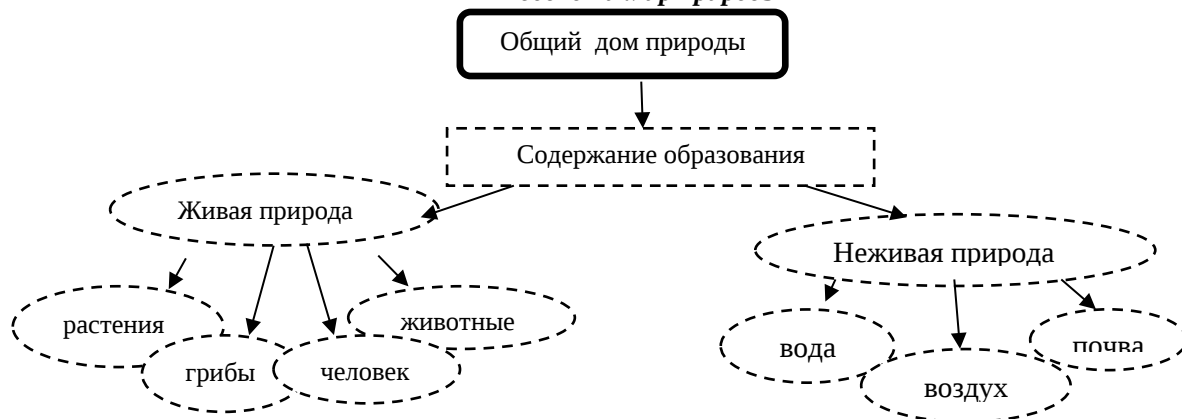 Общий дом природы
Содержание образования
Живая природа
Неживая природа
растения
грибы
человек
животные
вода
воздух
почва